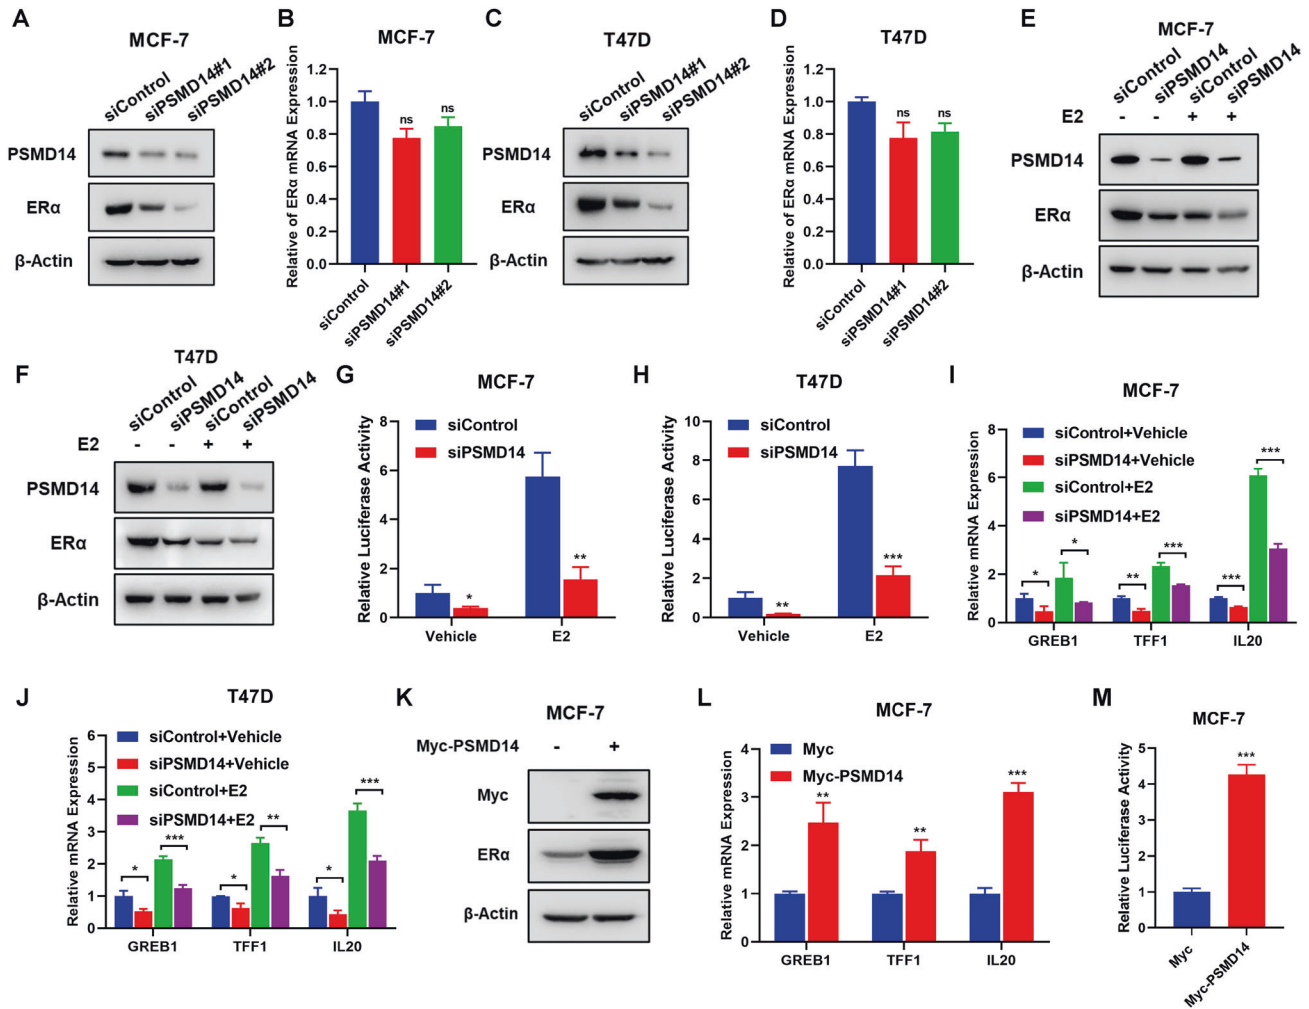 A
MCF-7
siControl
siPSMD14#1
siPSMD14#2
PSMD14
ERα
β-Actin
B
MCF-7
Relative of ERα mRNA Expression
1.2
1.0
0.8
0.6
0.4
0.2
0.0
ns
ns
siControl
siPSMD14#1
siPSMD14#2
C
T47D
siControl
siPSMD14#1
siPSMD14#2
PSMD14
ERα
β-Actin
D
T47D
Relative of ERα mRNA Expression
1.2
1.0
0.8
0.6
0.4
0.2
0.0
ns
ns
siControl
siPSMD14#1
siPSMD14#2
E
MCF-7
siControl
siPSMD14
siControl
siPSMD14
E2 - - + +
PSMD14
ERα
β-Actin
F
T47D
siControl
siPSMD14
siControl
siPSMD14
E2 - - + +
PSMD14
ERα
β-Actin
G
MCF-7
Relative Luciferase Activity
8
6
4
2
0
siControl
siPSMD14
*
**
Vehicle
E2
H
T47D
Relative Luciferase Activity
10
8
6
4
2
0
siControl
siPSMD14
**
***
Vehicle
E2
I
MCF-7
Relative mRNA Expression
8
6
4
2
0
siControl+Vehicle
siPSMD14+Vehicle
siControl+E2
siPSMD14+E2
*
*
**
***
***
***
GREB1
TFF1
IL20
J
T47D
Relative mRNA Expression
6
5
4
3
2
1
0
siControl+Vehicle
siPSMD14+Vehicle
siControl+E2
siPSMD14+E2
*
***
*
**
*
***
GREB1
TFF1
IL20
K
MCF-7
Myc-PSMD14 - +
Myc
ERα
β-Actin
L
MCF-7
Relative mRNA Expression
4
3
2
1
0
Myc
Myc-PSMD14
**
**
***
GREB1
TFF1
IL20
M
MCF-7
Relative Luciferase Activity
5
4
3
2
1
0
***
Myc
Myc-PSMD14